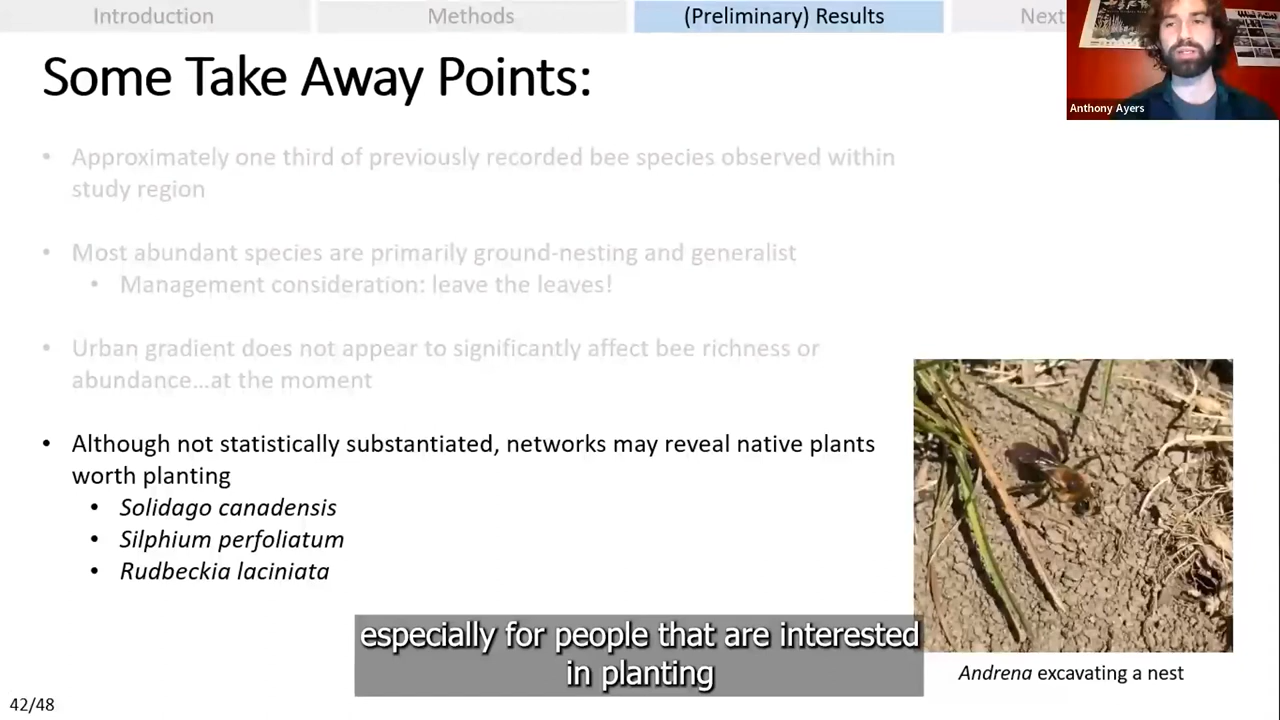 Introduction
Methods
(Preliminary) Results
Next
Some Take Away Points:
Anthony Ayers
• Approximately one third of previously recorded bee species observed within
study region
• Most abundant species are primarily ground-nesting and generalist
• Management consideration: leave the leaves!
• Urban gradient does not appear to significantly affect bee richness or
abundance...at the moment
• Although not statistically substantiated, networks may reveal native plants
worth planting
• Solidago canadensis
• Silphium perfoliatum
• Rudbeckia laciniata
especially for people that are interested
in planting
Andrena excavating a nest
42/48